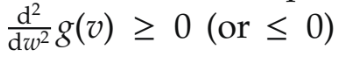 d²/dw² g(v) ≥ 0 (or ≤ 0)